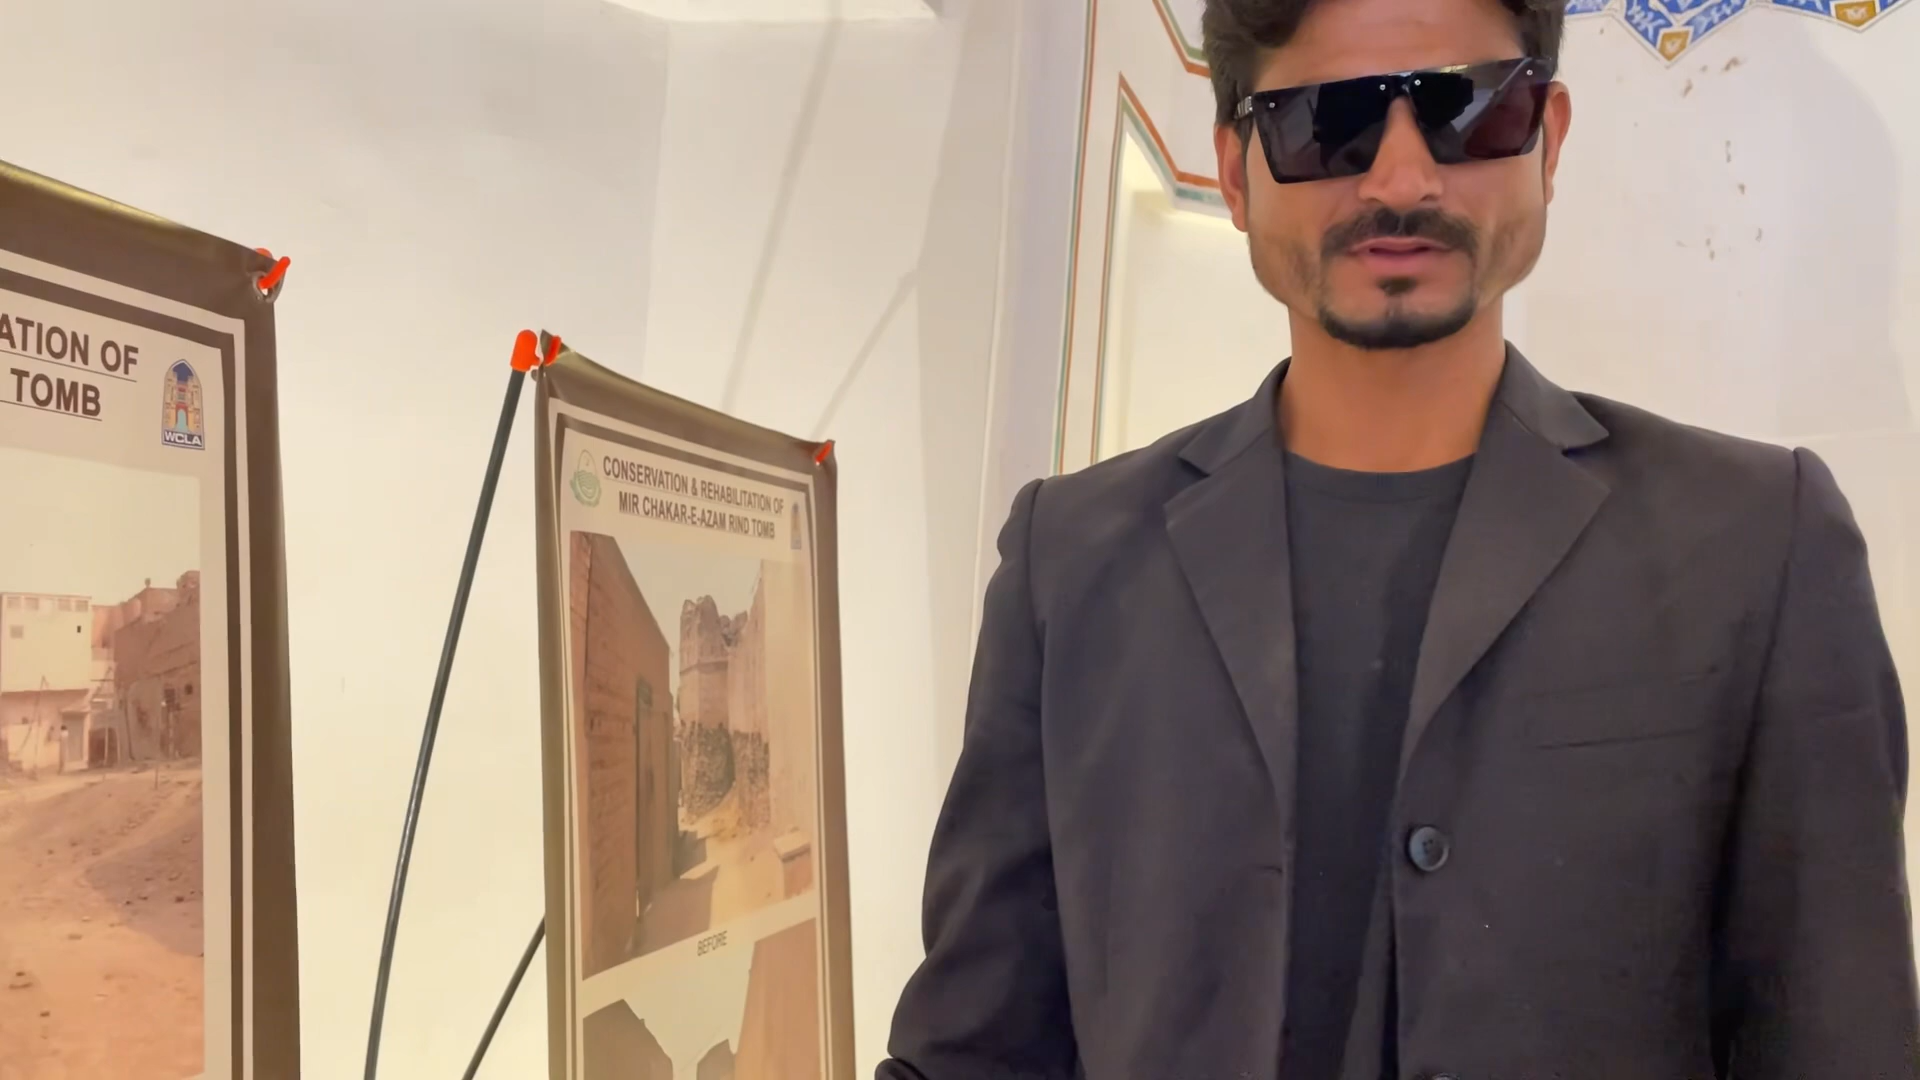 ATION OF
TOMB
WCLA
CONSERVATION & REHABILITATION OF
MIR CHAKAR-E-AZAM RIND TOMB
BEFORE